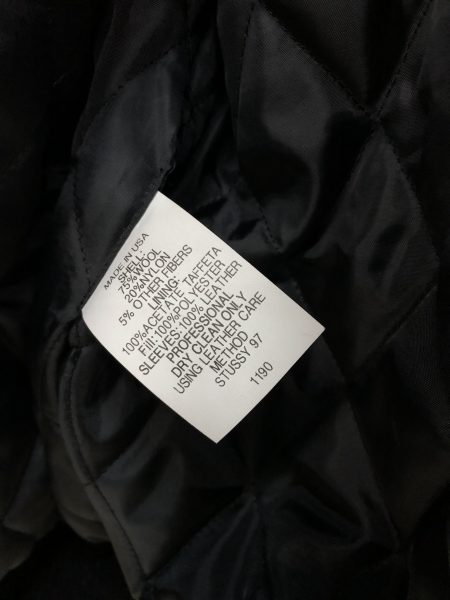 MADE IN USA
SHELL:
75%WOOL
20%NYLON,
5% OTHER FIBERS
LINING:
100%ACETATE TAFFETA
Fill:100%POLYESTER
SLEEVES:100% LEATHER
PROFESSIONAL
DRY CLEAN ONLY
USING LEATHER CARE
METHOD
STUSSY 97
1190